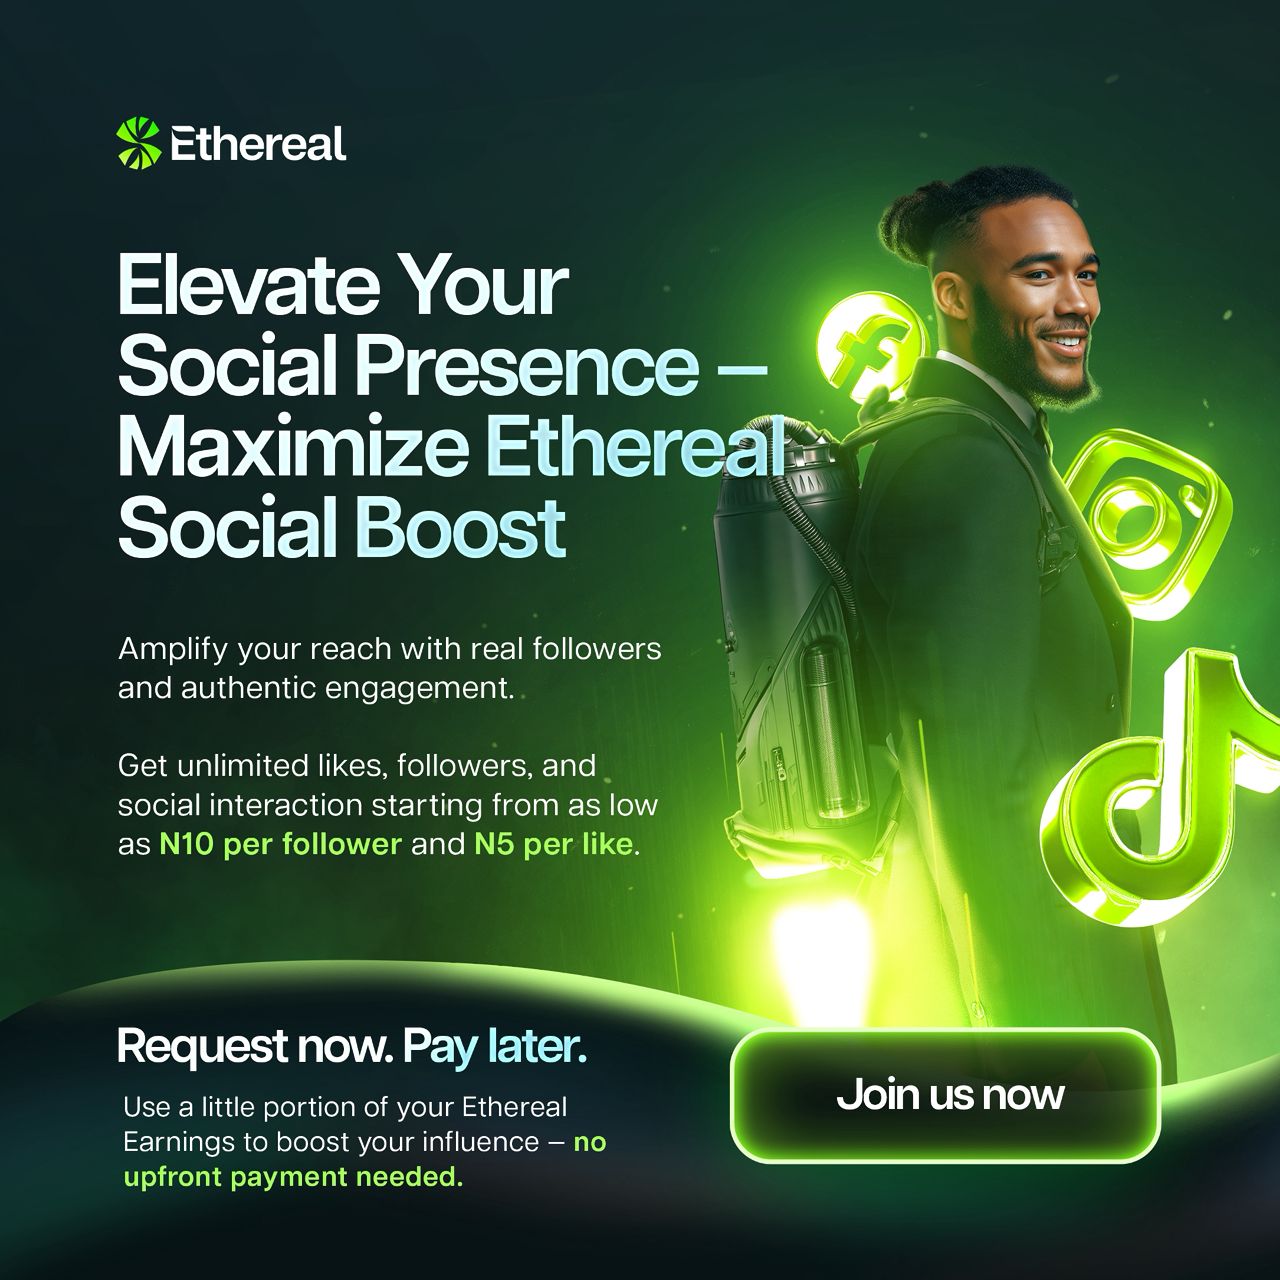 Ethereal
Elevate Your
Social Presence –
Maximize Ethereal
Social Boost
Amplify your reach with real followers
and authentic engagement.
Get unlimited likes, followers, and
social interaction starting from as low
as N10 per follower and N5 per like.
Request now. Pay later.
Use a little portion of your Ethereal
Earnings to boost your influence – no
upfront payment needed.
Join us now